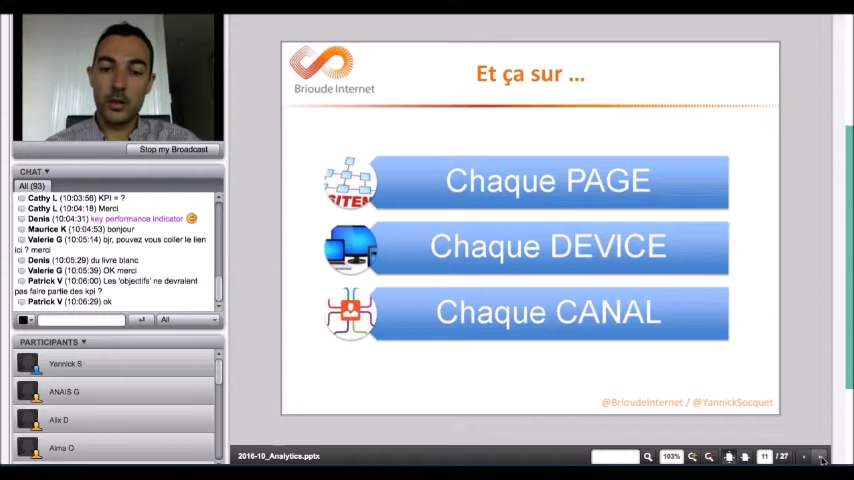 Stop my Broadcast
CHAT
All (93)
Cathy L (10:03:56) KPI = ?
Cathy L (10:04:18) Merci
Denis (10:04:31) key performance indicator
Maurice K (10:04:53) bonjour
Valerie G (10:05:14) bjr, pouvez vous coller le lien
ici ? merci
Denis (10:05:29) du livre blanc
Valerie G (10:05:39) OK merci
Patrick V (10:06:00) Les 'objectifs' ne devraient
pas faire partie des kpi ?
Patrick V (10:06:29) ok
All
PARTICIPANTS
Yannick S
ANAIS G
Alix D
Alma O
Brioude Internet
Et ça sur ...
SITEM
Chaque PAGE
Chaque DEVICE
Chaque CANAL
@BrioudeInternet / @YannickSocquet
2016-10_Analytics.pptx
103%
11 / 27